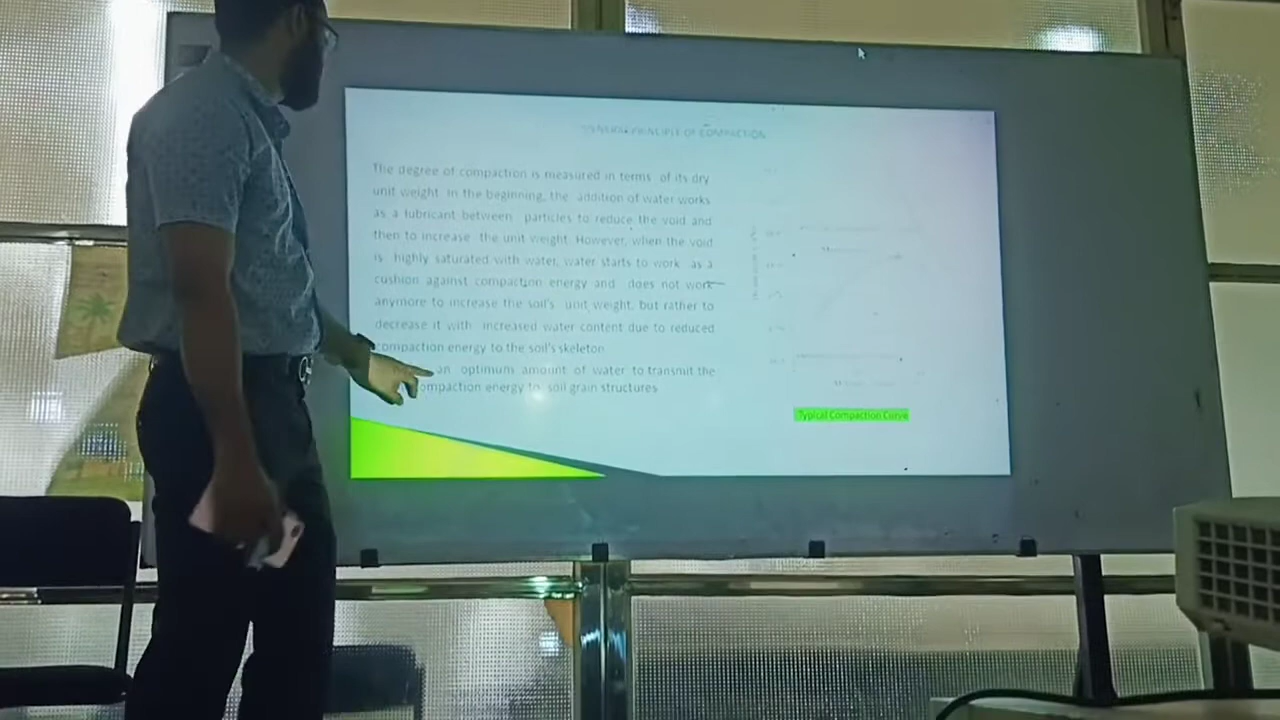 PRINCIPLE OF COMPACTION
The degree of compaction is measured in terms of its dry
unit weight. In the beginning, the addition of water works
as a lubricant between particles to reduce the void and
then to increase the unit weight. However, when the void
is highly saturated with water, water starts to work as a
cushion against compaction energy and does not work
anymore to increase the soil's unit weight, but rather to
decrease it with increased water content due to reduced
compaction energy to the soil's skeleton
an optimum amount of water to transmit the
compaction energy to soil grain structures
Typical Compaction Curve